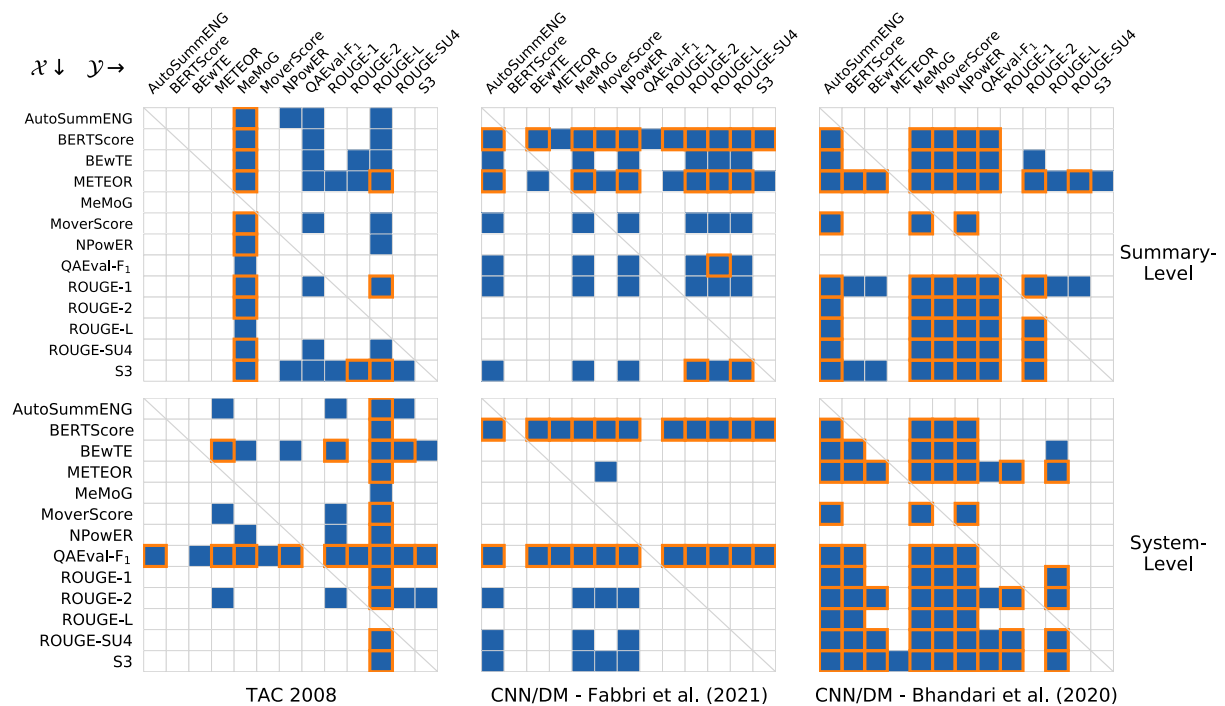 𝒳↓ 𝒴→
AutoSummENG
BERTScore
BEwTE
METEOR
MeMoG
MoverScore
NPowER
QAEval-F₁
ROUGE-1
ROUGE-2
ROUGE-L
ROUGE-SU4
S3
AutoSummENG
BERTScore
BEwTE
METEOR
MeMoG
MoverScore
NPowER
QAEval-F₁
ROUGE-1
ROUGE-2
ROUGE-L
ROUGE-SU4
S3
AutoSummENG
BERTScore
BEwTE
METEOR
MeMoG
MoverScore
NPowER
QAEval-F₁
ROUGE-1
ROUGE-2
ROUGE-L
ROUGE-SU4
S3
AutoSummENG
BERTScore
BEwTE
METEOR
MeMoG
MoverScore
NPowER
QAEval-F₁
ROUGE-1
ROUGE-2
ROUGE-L
ROUGE-SU4
S3
Summary-
Level
AutoSummENG
BERTScore
BEwTE
METEOR
MeMoG
MoverScore
NPowER
QAEval-F₁
ROUGE-1
ROUGE-2
ROUGE-L
ROUGE-SU4
S3
System-
Level
TAC 2008
CNN/DM - Fabbri et al. (2021)
CNN/DM - Bhandari et al. (2020)